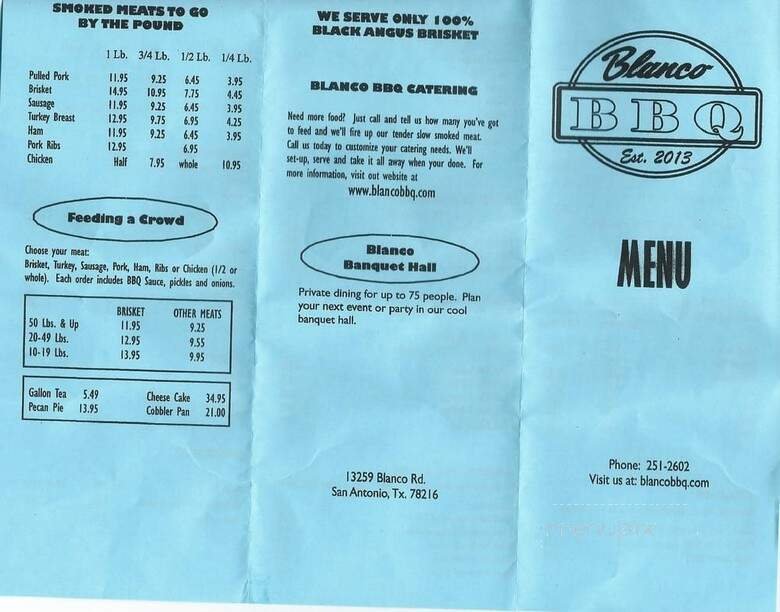 SMOKED MEATS TO GO
BY THE POUND
1 Lb. 3/4 Lb. 1/2 Lb. 1/4 Lb.
Pulled Pork 11.95 9.25 6.45 3.95
Brisket 14.95 10.95 7.75 4.45
Sausage 11.95 9.25 6.45 3.95
Turkey Breast 12.95 9.75 6.95 4.25
Ham 11.95 9.25 6.45 3.95
Pork Ribs 12.95 6.95
Chicken Half 7.95 whole 10.95
Feeding a Crowd
Choose your meat:
Brisket, Turkey, Sausage, Pork, Ham, Ribs or Chicken (1/2 or
whole). Each order includes BBQ Sauce, pickles and onions.
BRISKET OTHER MEATS
50 Lbs. & Up 11.95 9.25
20-49 Lbs. 12.95 9.55
10-19 Lbs. 13.95 9.95
Gallon Tea 5.49 Cheese Cake 34.95
Pecan Pie 13.95 Cobbler Pan 21.00
WE SERVE ONLY 100%
BLACK ANGUS BRISKET
BLANCO BBQ CATERING
Need more food? Just call and tell us how many you've got
to feed and we'll fire up our tender slow smoked meat.
Call us today to customize your catering needs. We'll
set-up, serve and take it all away when your done. For
more information, visit out website at
www.blancobbq.com
Blanco
Banquet Hall
Private dining for up to 75 people. Plan
your next event or party in our cool
banquet hall.
13259 Blanco Rd.
San Antonio, Tx. 78216
Blanco
BBQ
Est. 2013
MENU
Phone: 251-2602
Visit us at: blancobbq.com